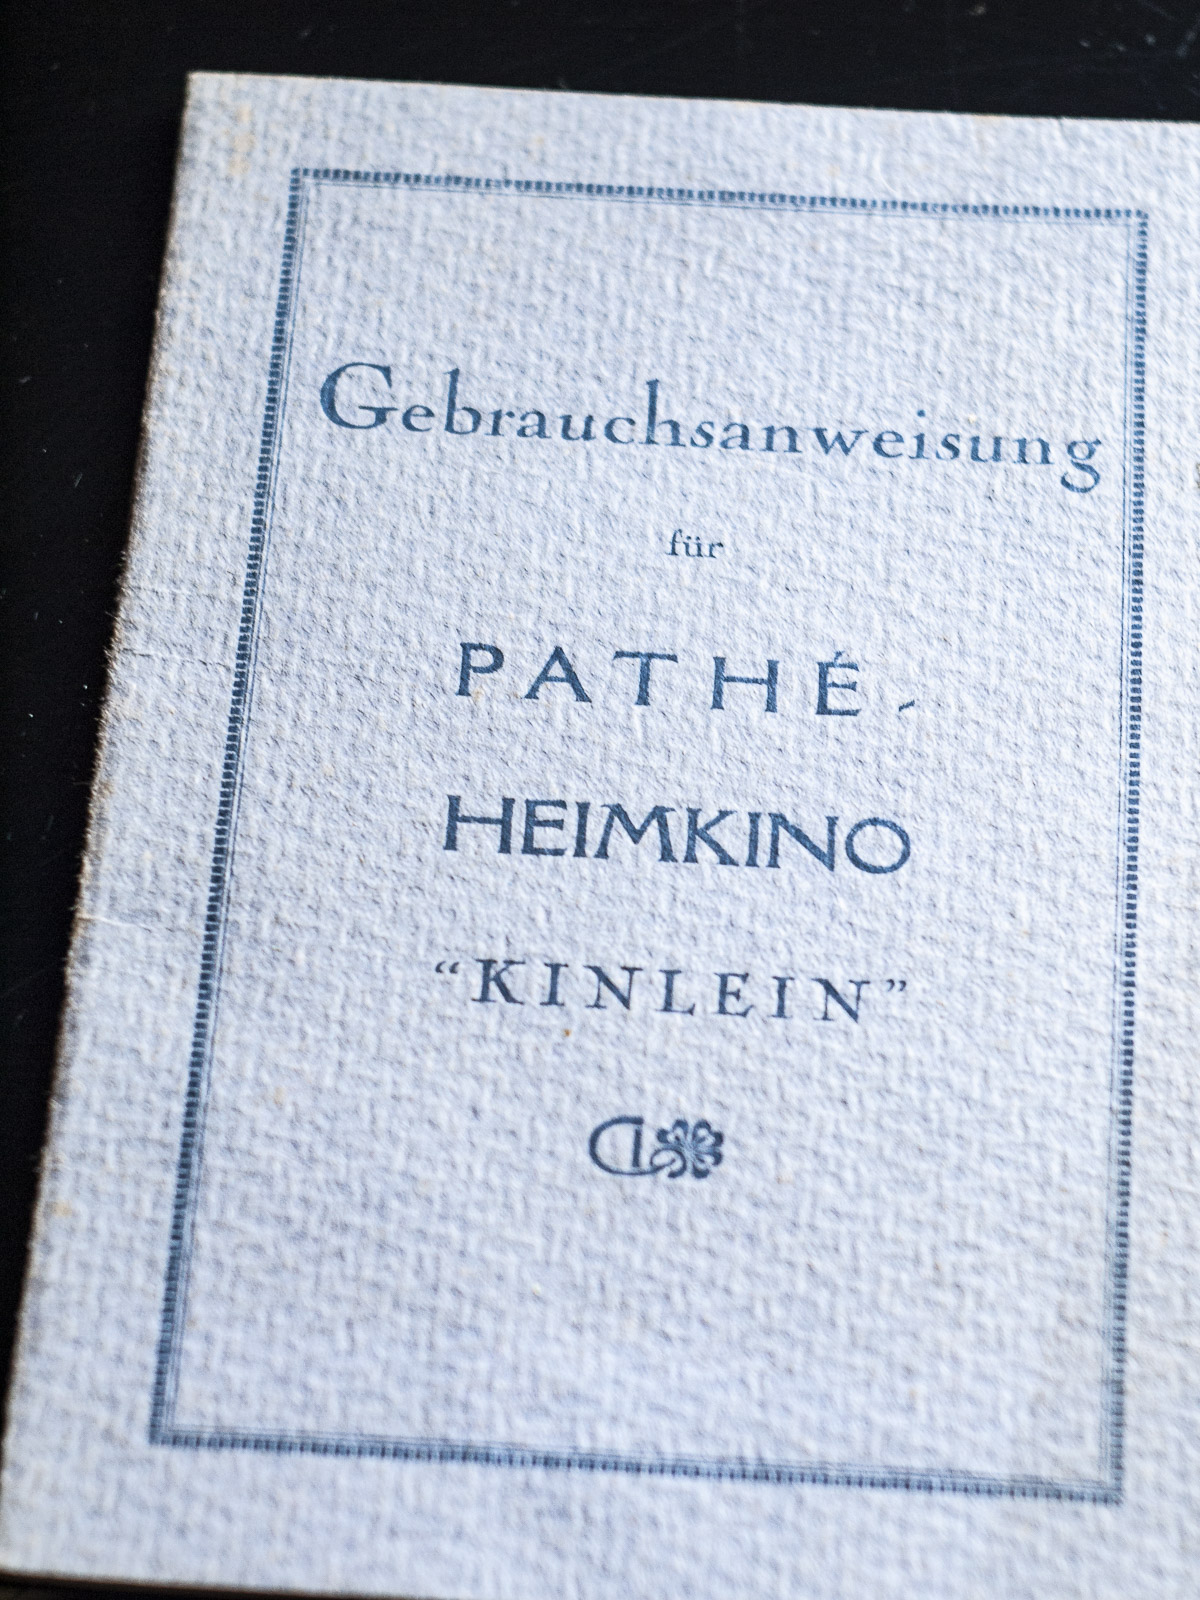 Gebrauchsanweisung
für
PATHÉ-
HEIMKINO
“KINLEIN”